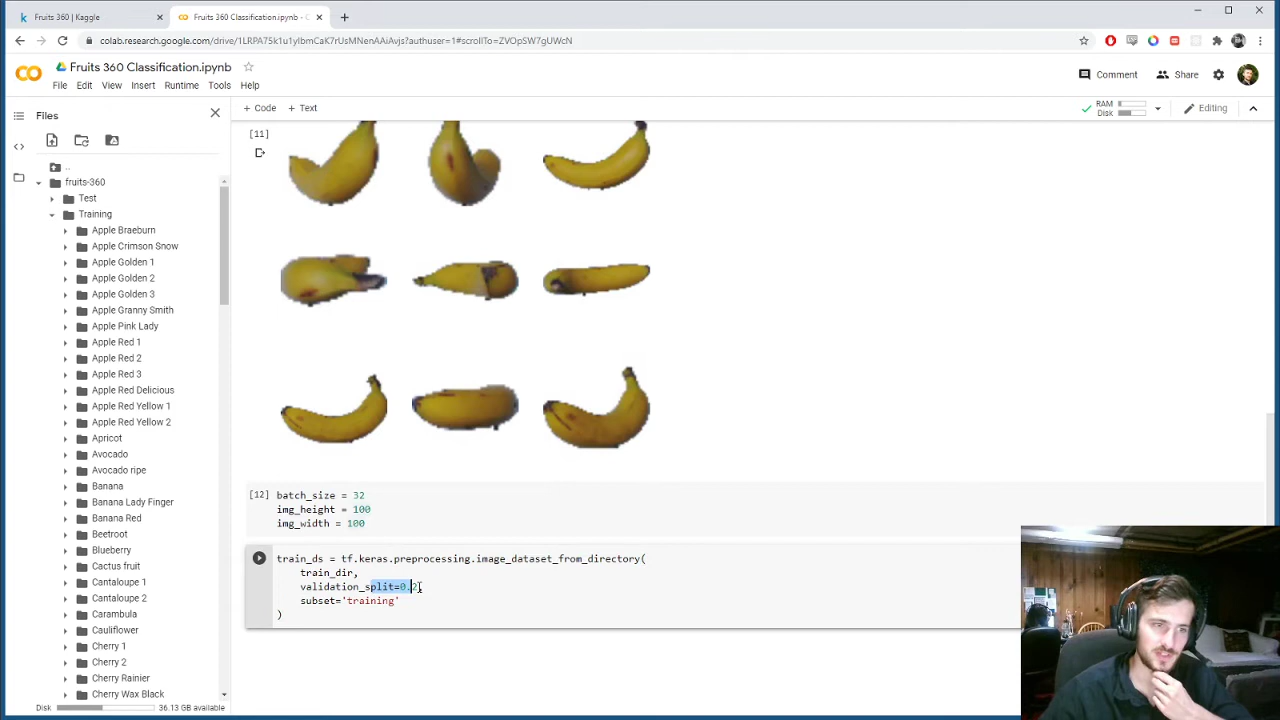 Fruits 360 | Kaggle
Fruits 360 Classification.ipynb - C
colab.research.google.com/drive/1LRPA75k1u1yIbmCaK7rUsMNenAAiAvjs?authuser=1#scrollTo=ZVOpSW7gUWcN
Fruits 360 Classification.ipynb
File Edit View Insert Runtime Tools Help
Comment
Share
Files
+ Code + Text
RAM
Disk
Editing
..
fruits-360
Test
Training
Apple Braeburn
Apple Crimson Snow
Apple Golden 1
Apple Golden 2
Apple Golden 3
Apple Granny Smith
Apple Pink Lady
Apple Red 1
Apple Red 2
Apple Red 3
Apple Red Delicious
Apple Red Yellow 1
Apple Red Yellow 2
Apricot
Avocado
Avocado ripe
Banana
Banana Lady Finger
Banana Red
Beetroot
Blueberry
Cactus fruit
Cantaloupe 1
Cantaloupe 2
Carambula
Cauliflower
Cherry 1
Cherry 2
Cherry Rainier
Cherry Wax Black
Disk
36.13 GB available
[11]
[12]
batch_size = 32
img_height = 100
img_width = 100
train_ds = tf.keras.preprocessing.image_dataset_from_directory(
train_dir,
validation_split=0.2
subset='training'
)